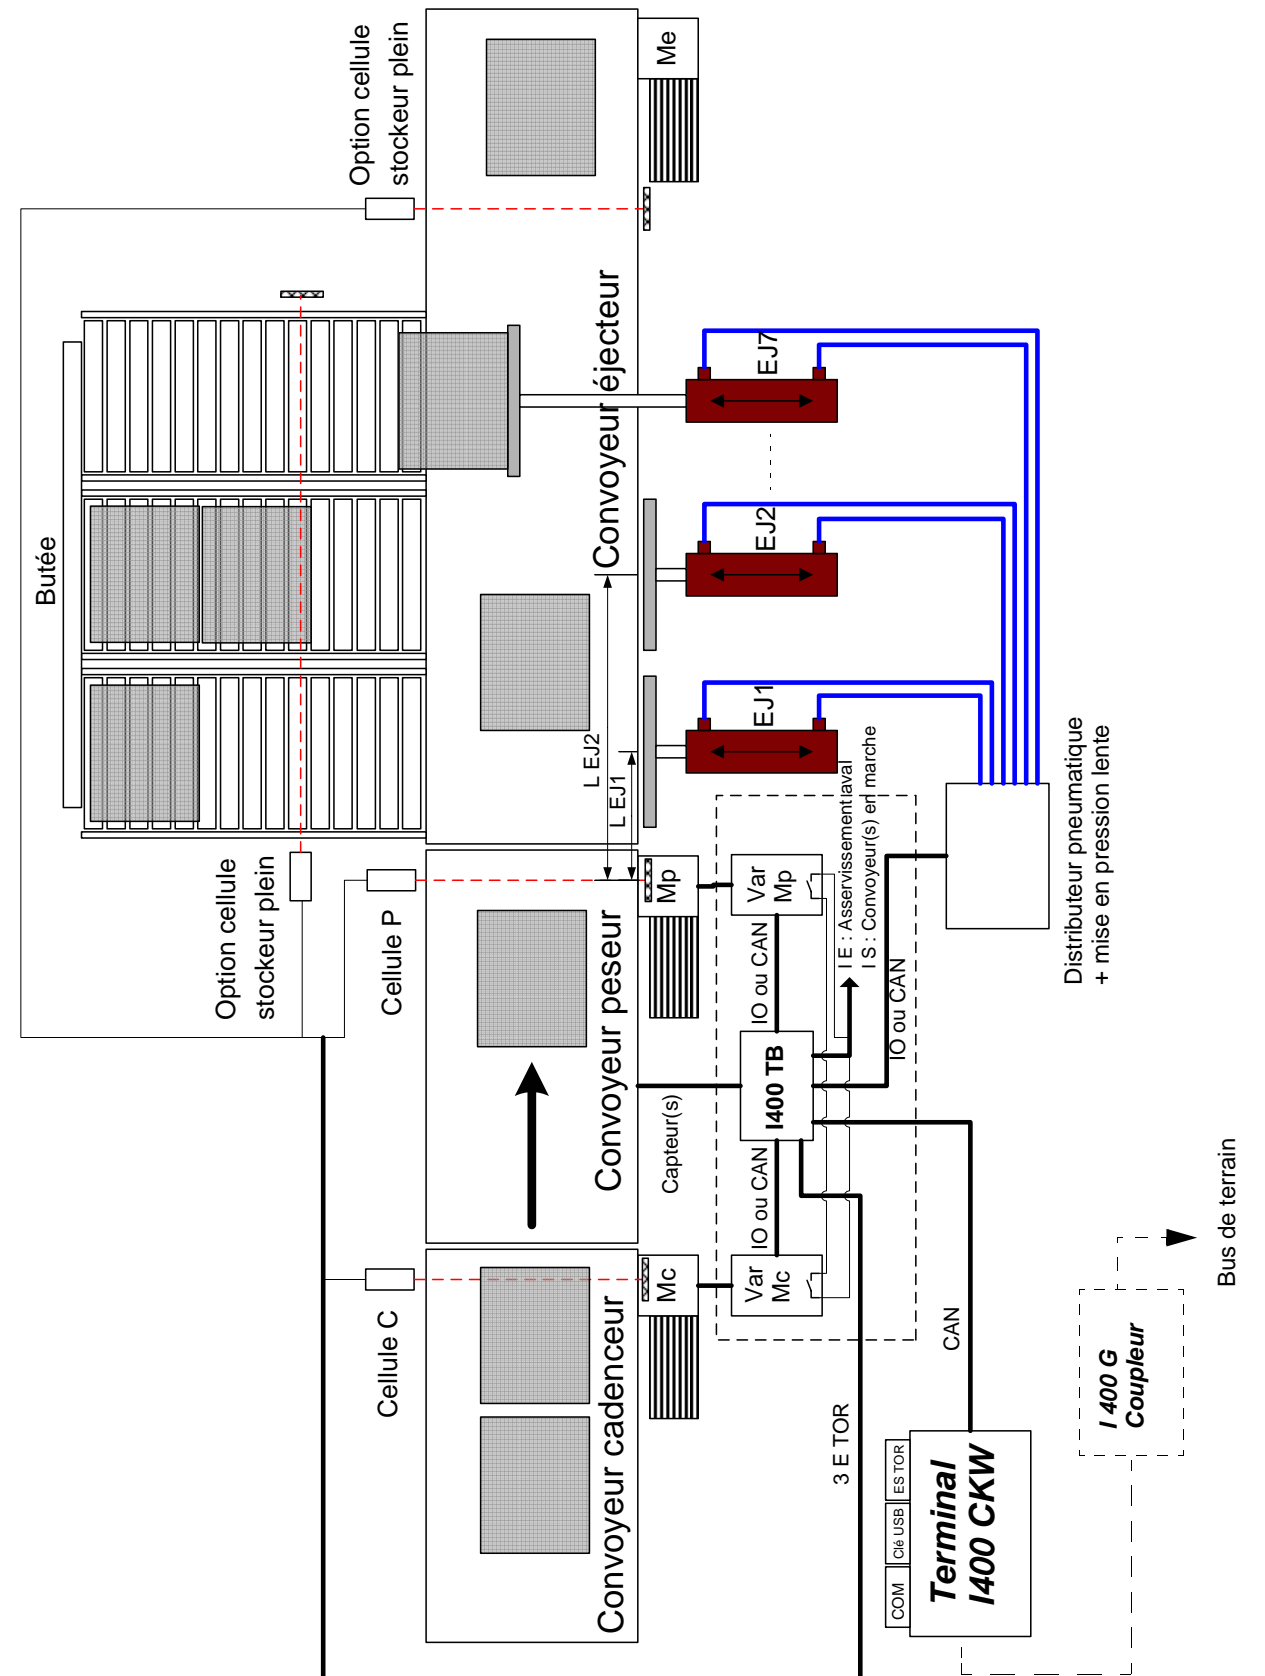 Option cellule
stockeur plein
Me
Butée
Convoyeur éjecteur
EJ7
EJ2
EJ1
L EJ2
L EJ1
Option cellule
stockeur plein
Cellule P
Convoyeur peseur
Mp
Var
Mp
I E : Asservissement aval
I S : Convoyeur(s) en marche
Distributeur pneumatique
+ mise en pression lente
IO ou CAN
IO ou CAN
I400 TB
Capteur(s)
IO ou CAN
Cellule C
Convoyeur cadenceur
Mc
Var
Mc
3 E TOR
CAN
COM
Clé USB
ES TOR
Terminal
I400 CKW
I 400 G
Coupleur
Bus de terrain